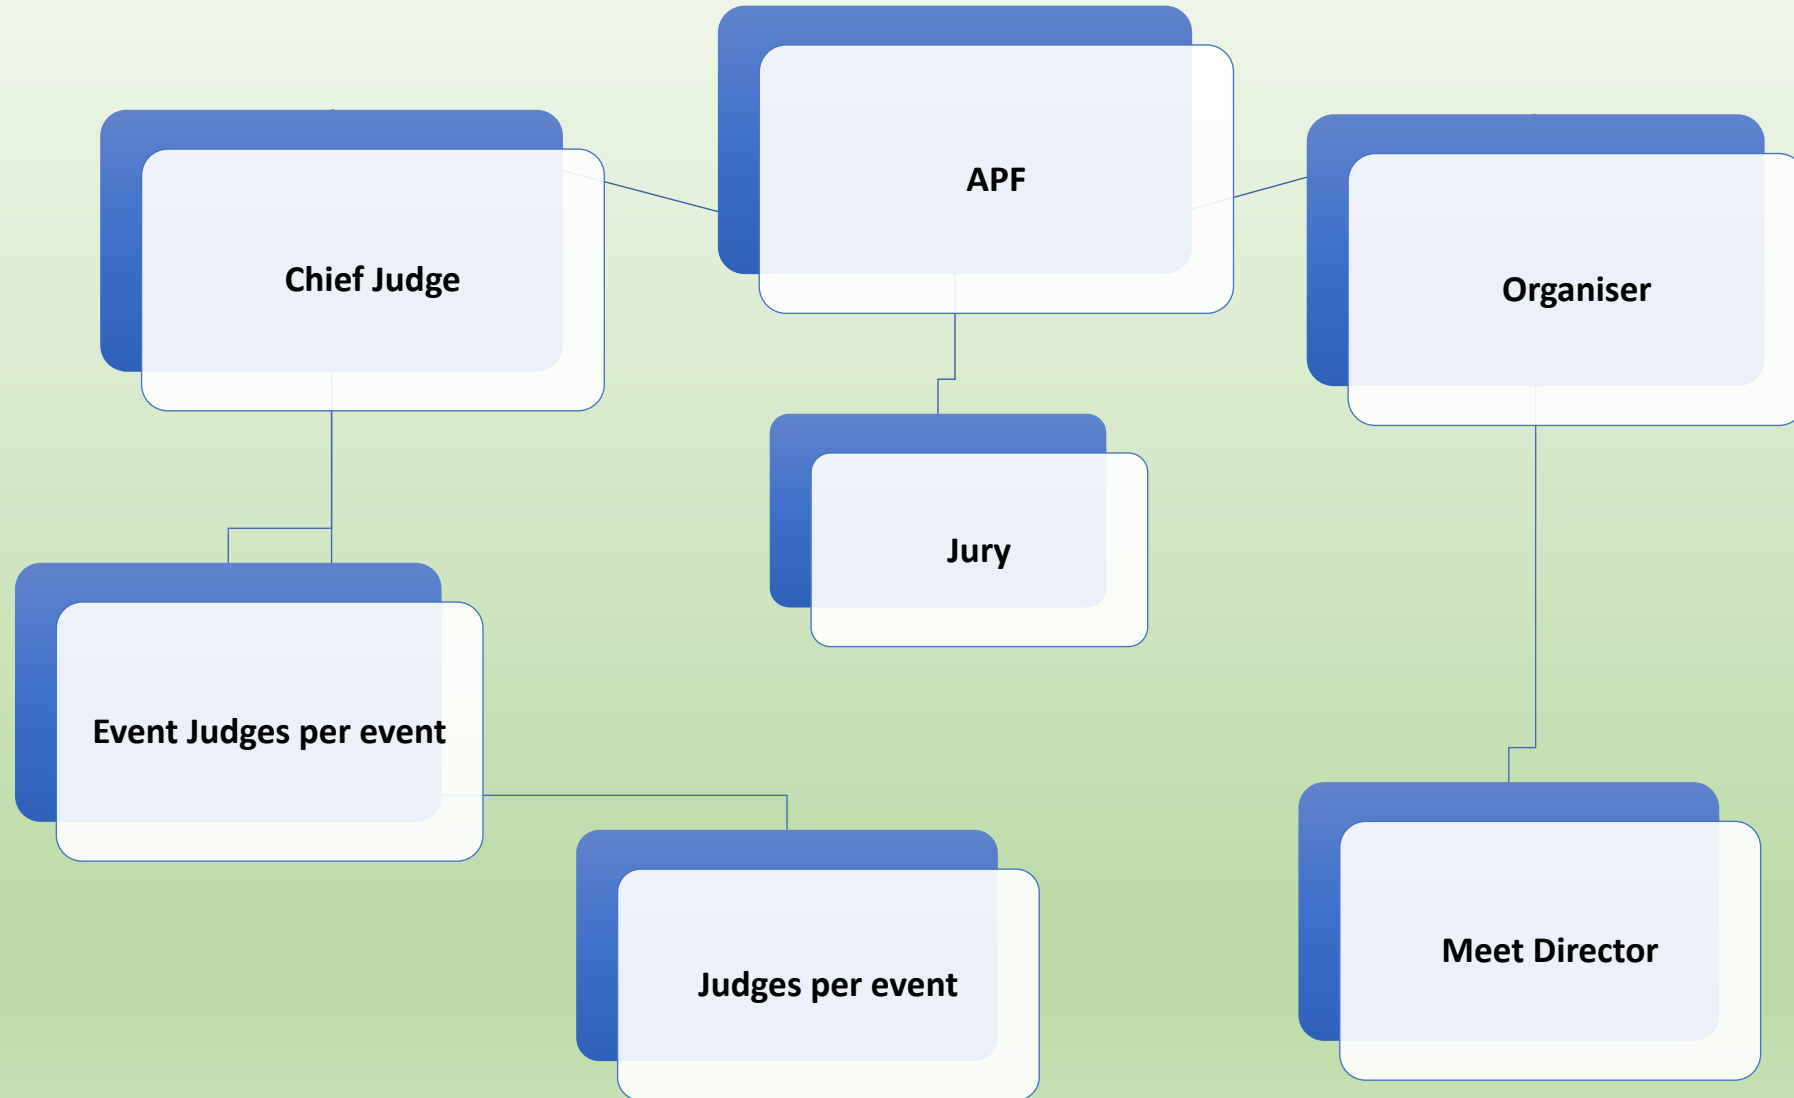 APF
Chief Judge
Organiser
Jury
Event Judges per event
Meet Director
Judges per event